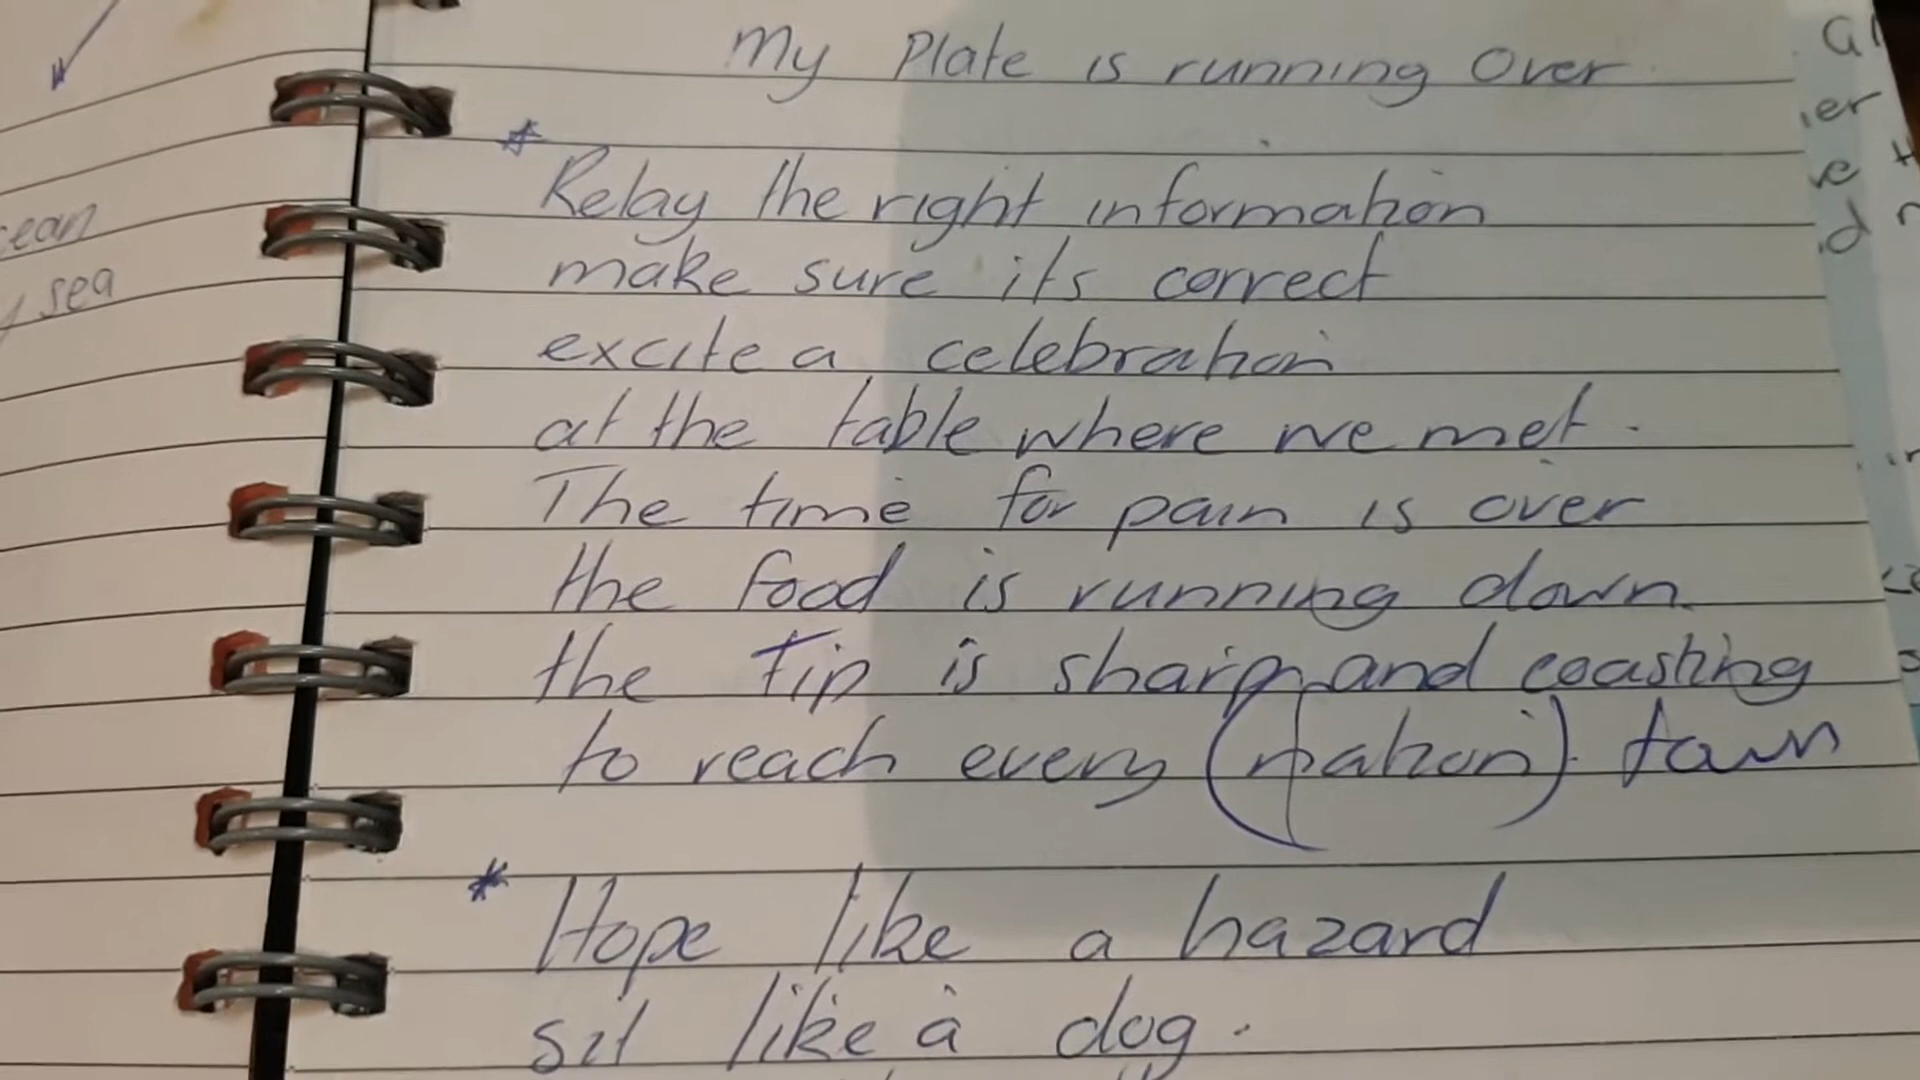 My Plate is running Over
* Relay the right information
make sure its correct
excite a celebration
at the table where we met.
The time for pain is over
the food is running down
the tip is sharp and coasting
to reach every (nation) town
* Hope like a hazard
sit like a dog.
sea